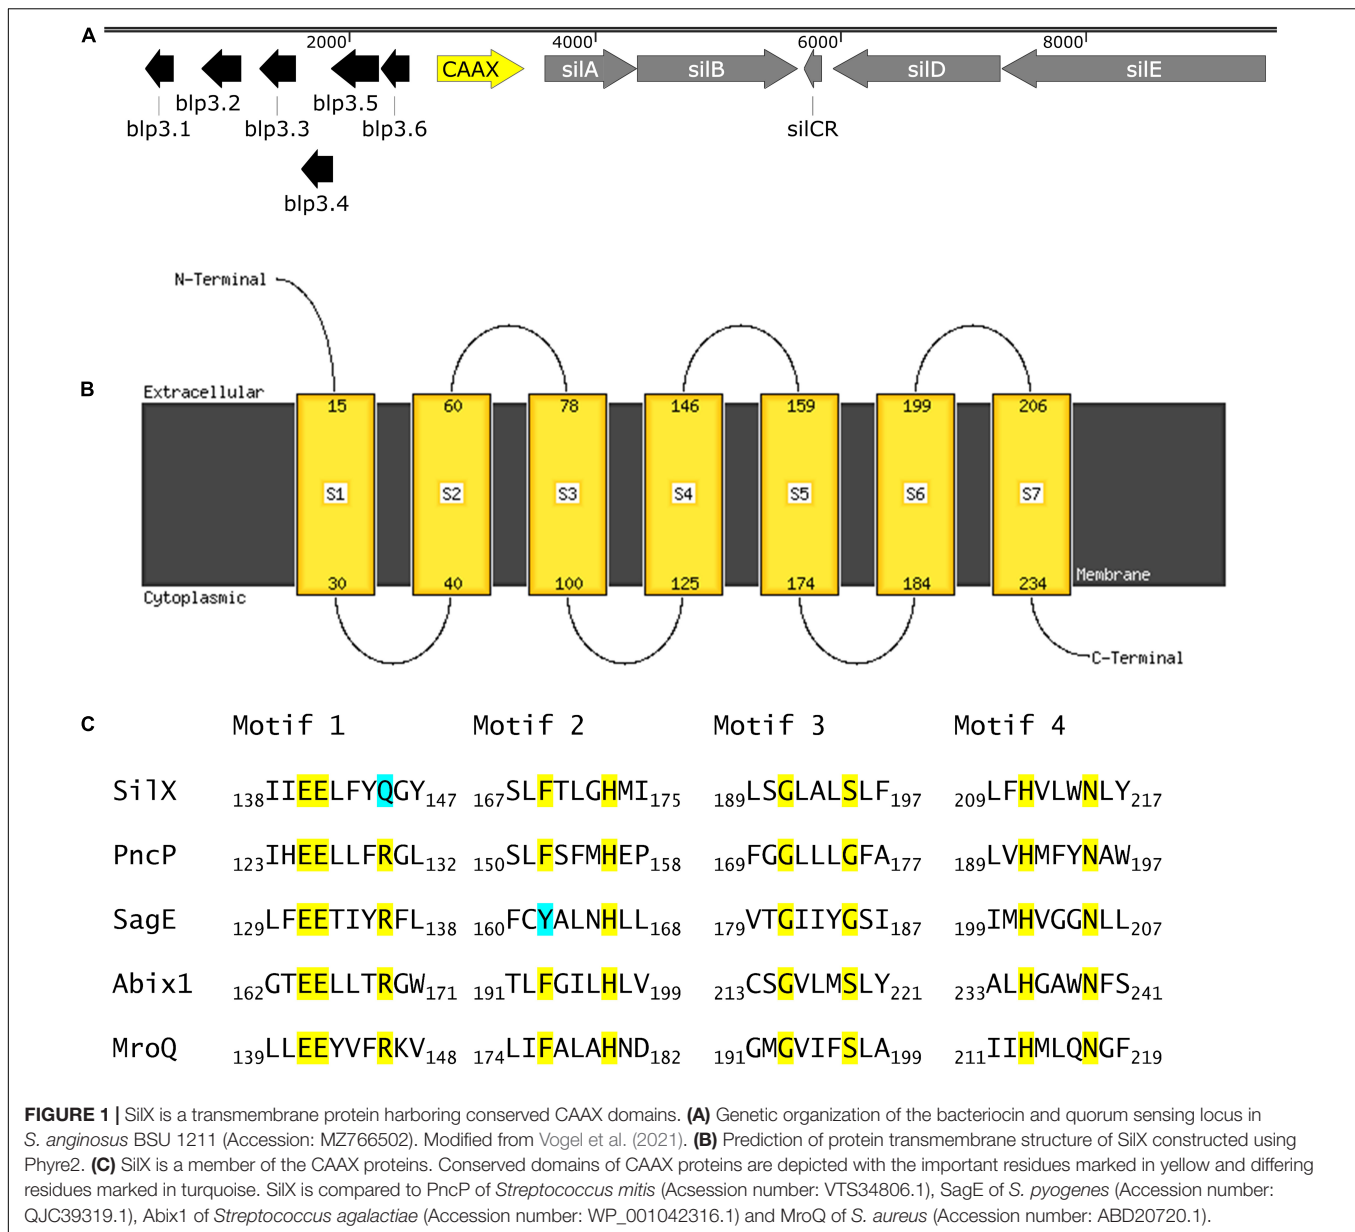 A
2000 4000 6000 8000
CAAX silA silB silD silE
blp3.2 blp3.5
blp3.1 blp3.3 blp3.6 silCR
blp3.4
N-Terminal
B
Extracellular
15 60 78 146 159 199 206
S1 S2 S3 S4 S5 S6 S7
30 40 100 125 174 184 234
Membrane
Cytoplasmic
C-Terminal
C Motif 1 Motif 2 Motif 3 Motif 4
SilX 138IIEELFYQGY147 167SLFTLGHMI175 189LSGLALSLF197 209LFHVLWNLY217
PncP 123IHEELLFRGL132 150SLFSFMHEP158 169FGGLLLGFA177 189LVHMFYNAW197
SagE 129LFEETIYRFL138 160FCYALNHLL168 179VTGIIYGSI187 199IMHVGGNLL207
Abix1 162GTEELLTRGW171 191TLFGILHLV199 213CSGVLMSLY221 233ALHGAWNFS241
MroQ 139LLEEYVFRKV148 174LIFALAHND182 191GMGVIFSLA199 211IIHMLQNGF219
FIGURE 1 | SilX is a transmembrane protein harboring conserved CAAX domains. (A) Genetic organization of the bacteriocin and quorum sensing locus in
S. anginosus BSU 1211 (Accession: MZ766502). Modified from Vogel et al. (2021). (B) Prediction of protein transmembrane structure of SilX constructed using
Phyre2. (C) SilX is a member of the CAAX proteins. Conserved domains of CAAX proteins are depicted with the important residues marked in yellow and differing
residues marked in turquoise. SilX is compared to PncP of Streptococcus mitis (Acsession number: VTS34806.1), SagE of S. pyogenes (Accession number:
QJC39319.1), Abix1 of Streptococcus agalactiae (Accession number: WP_001042316.1) and MroQ of S. aureus (Accession number: ABD20720.1).